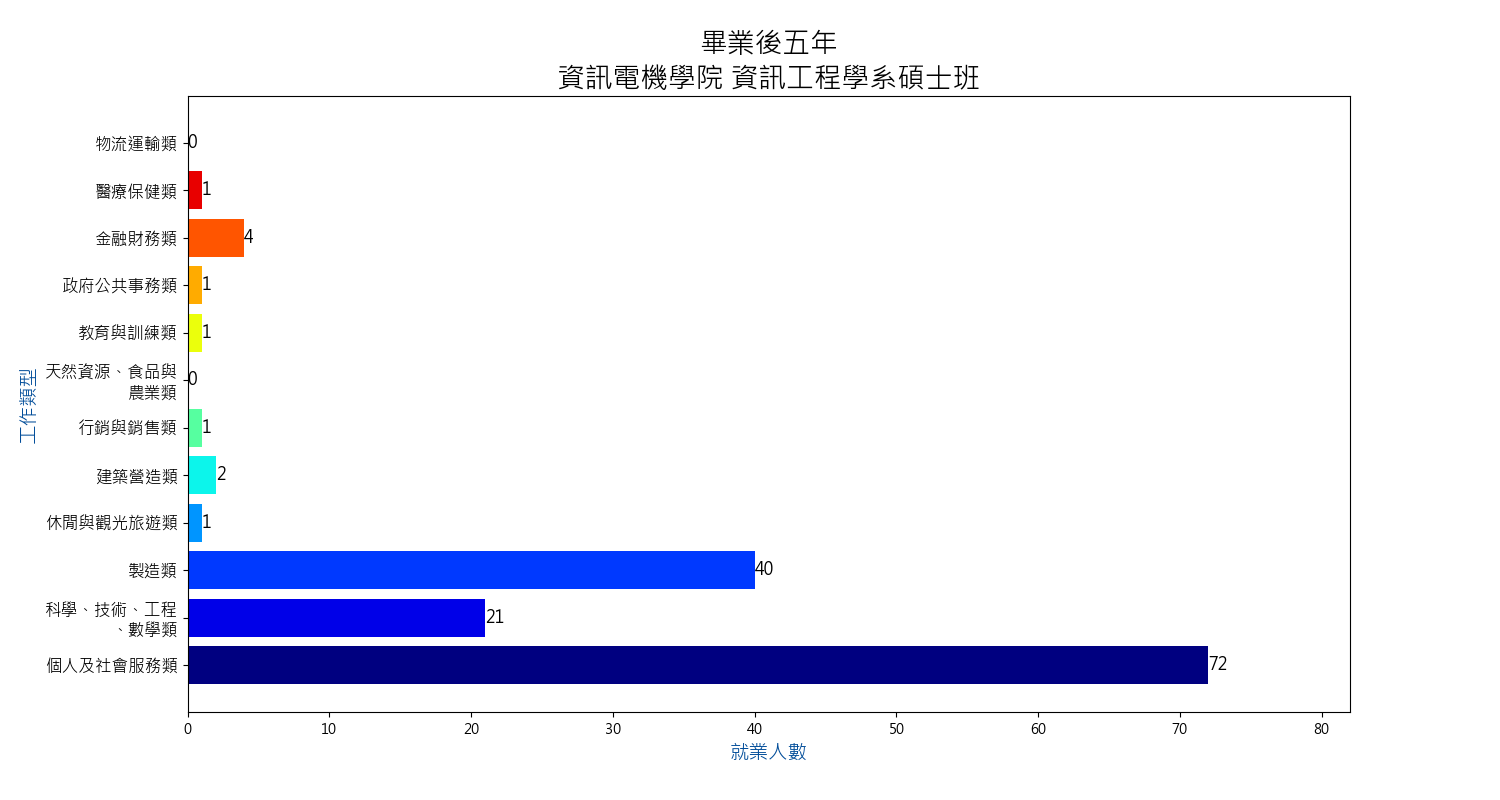 畢業後五年
資訊電機學院 資訊工程學系碩士班
工作類型
物流運輸類
0
醫療保健類
1
金融財務類
4
政府公共事務類
1
教育與訓練類
1
天然資源、食品與
農業類
0
行銷與銷售類
1
建築營造類
2
休閒與觀光旅遊類
1
製造類
40
科學、技術、工程
、數學類
21
個人及社會服務類
72
0 10 20 30 40 50 60 70 80
就業人數